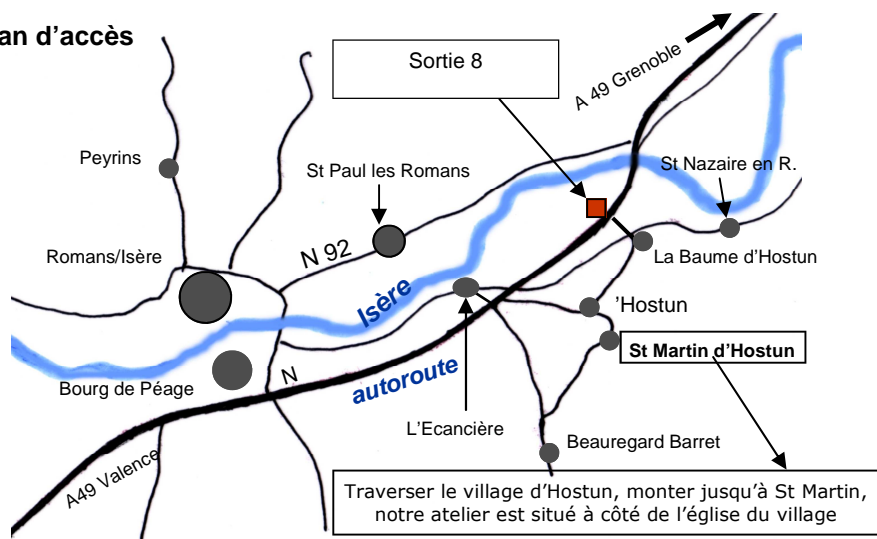 an d'accès
Sortie 8
A 49 Grenoble
Peyrins
St Paul les Romans
St Nazaire en R.
Romans/Isère
N 92
La Baume d'Hostun
Isère
'Hostun
St Martin d'Hostun
N
autoroute
Bourg de Péage
L'Ecancière
Beauregard Barret
A49 Valence
Traverser le village d'Hostun, monter jusqu'à St Martin,
notre atelier est situé à côté de l'église du village